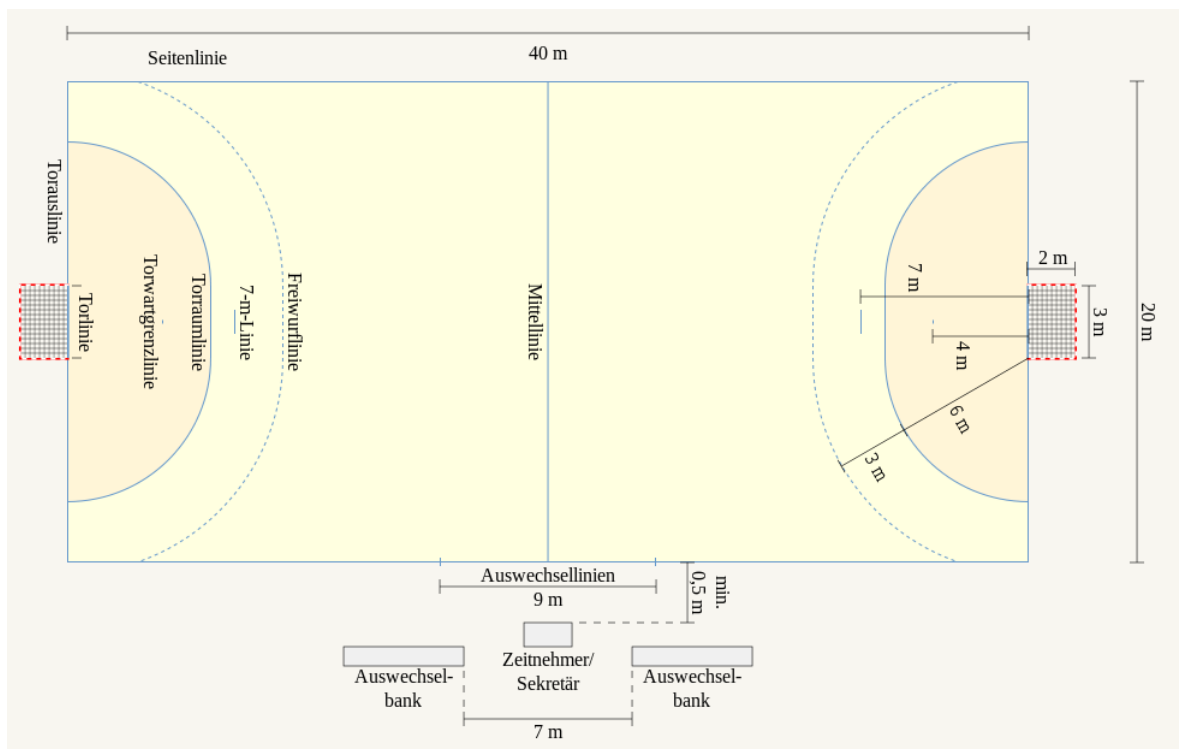 40 m
Seitenlinie
Torauslinie
Torlinie
Torwartgrenzlinie
Torraumlinie
7-m-Linie
Freiwurflinie
Mittellinie
7 m
4 m
6 m
3 m
2 m
3 m
20 m
Auswechsellinien
9 m
min.
0,5 m
Zeitnehmer/
Sekretär
Auswechsel-
bank
Auswechsel-
bank
7 m